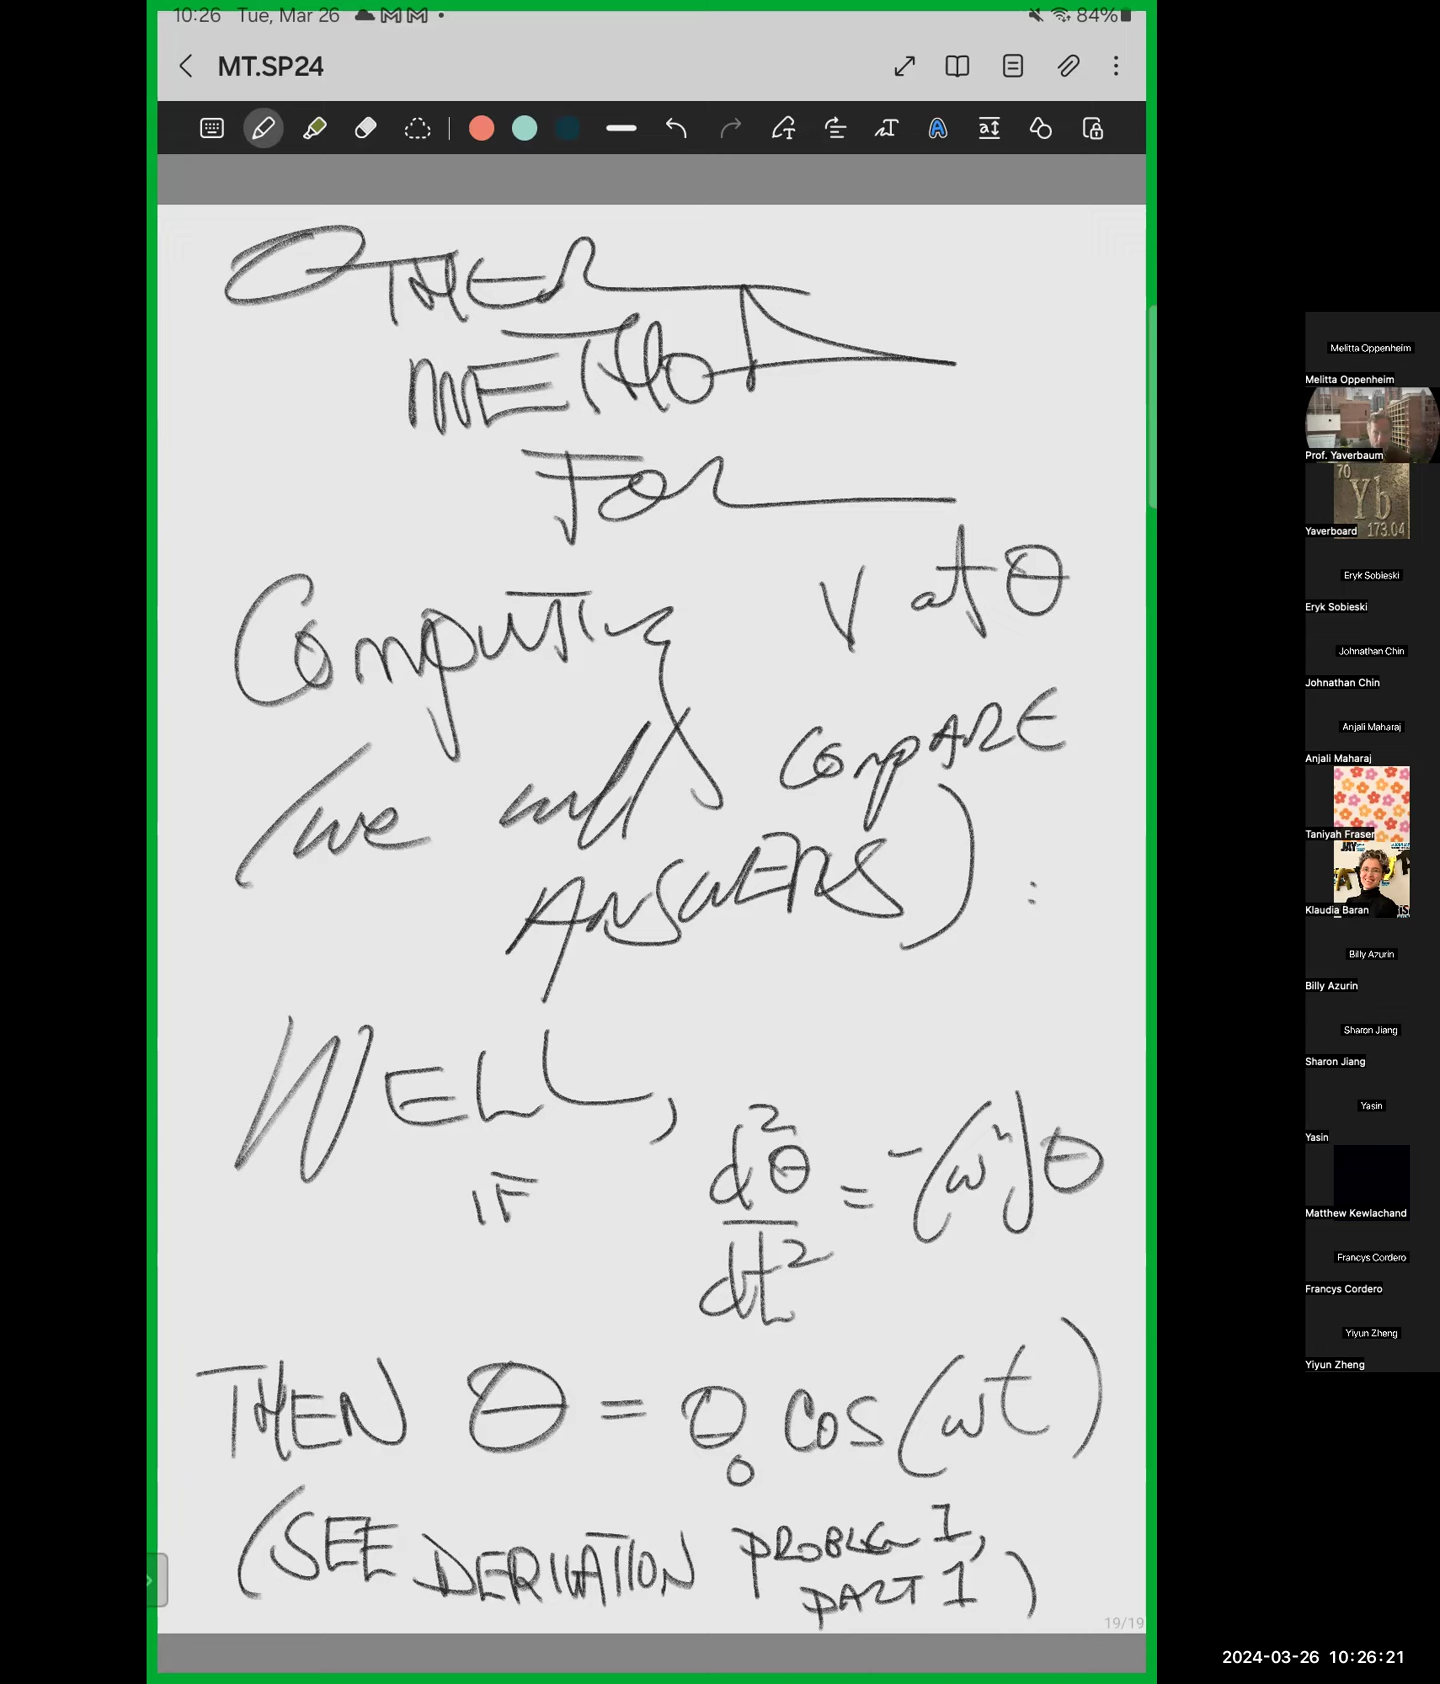 10:26 Tue, Mar 26
84%
MT.SP24
OTHER
METHOD
FOR
COMPUTING V at θ
(we will COMPARE
ANSWERS) :
WELL,
IF d²θ/dt² = -(ω²)θ
THEN θ = θ₀ cos(ωt)
(SEE DERIVATION PROBLEM 1,
PART 1)
19/19
Melitta Oppenheim
Melitta Oppenheim
Prof. Yaverbaum
70
Yb
173.04
Yaverboard
Eryk Sobieski
Eryk Sobieski
Johnathan Chin
Johnathan Chin
Anjali Maharaj
Anjali Maharaj
Taniyah Fraser
JAY
Klaudia Baran
Billy Azurin
Billy Azurin
Sharon Jiang
Sharon Jiang
Yasin
Yasin
Matthew Kewlachand
Francys Cordero
Francys Cordero
Yiyun Zheng
Yiyun Zheng
2024-03-26 10:26:21